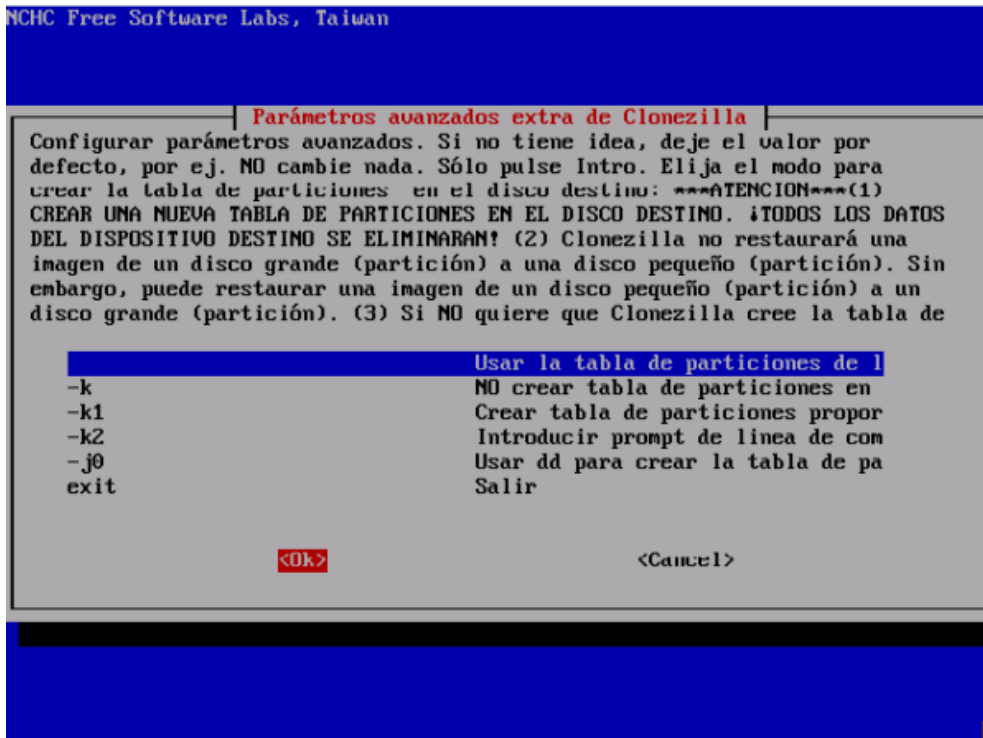 NCHC Free Software Labs, Taiwan
Parámetros avanzados extra de Clonezilla
Configurar parámetros avanzados. Si no tiene idea, deje el valor por
defecto, por ej. NO cambie nada. Sólo pulse Intro. Elija el modo para
crear la tabla de particiones en el disco destino: ***ATENCION***(1)
CREAR UNA NUEVA TABLA DE PARTICIONES EN EL DISCO DESTINO. ¡TODOS LOS DATOS
DEL DISPOSITIVO DESTINO SE ELIMINARAN! (2) Clonezilla no restaurará una
imagen de un disco grande (partición) a una disco pequeño (partición). Sin
embargo, puede restaurar una imagen de un disco pequeño (partición) a un
disco grande (partición). (3) Si NO quiere que Clonezilla cree la tabla de
Usar la tabla de particiones de l
-k NO crear tabla de particiones en
-k1 Crear tabla de particiones propor
-k2 Introducir prompt de linea de com
-j0 Usar dd para crear la tabla de pa
exit Salir
<Ok> <Cancel>